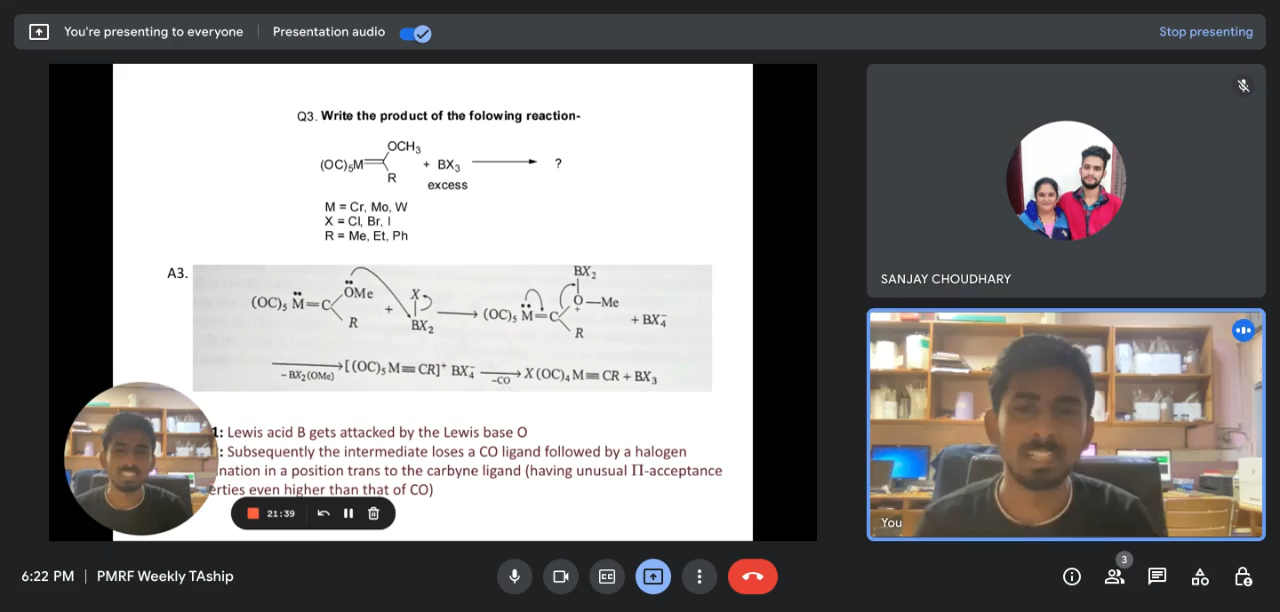 You're presenting to everyone
Presentation audio
Stop presenting
Q3. Write the product of the folowing reaction-
OCH3
(OC)5M
+ BX3
?
R
excess
M = Cr, Mo, W
X = Cl, Br, I
R = Me, Et, Ph
A3.
BX2
(OC)5 M=C
OMe
R
+
X
BX2
(OC)5 M=C
O—Me
+
R
+ BX4-
-BX2(OMe)
[(OC)5 M≡CR]+ BX4-
-CO
X(OC)4 M≡CR + BX3
1: Lewis acid B gets attacked by the Lewis base O
: Subsequently the intermediate loses a CO ligand followed by a halogen
nation in a position trans to the carbyne ligand (having unusual Π-acceptance
erties even higher than that of CO)
21:39
SANJAY CHOUDHARY
You
6:22 PM | PMRF Weekly TAship
CC
3